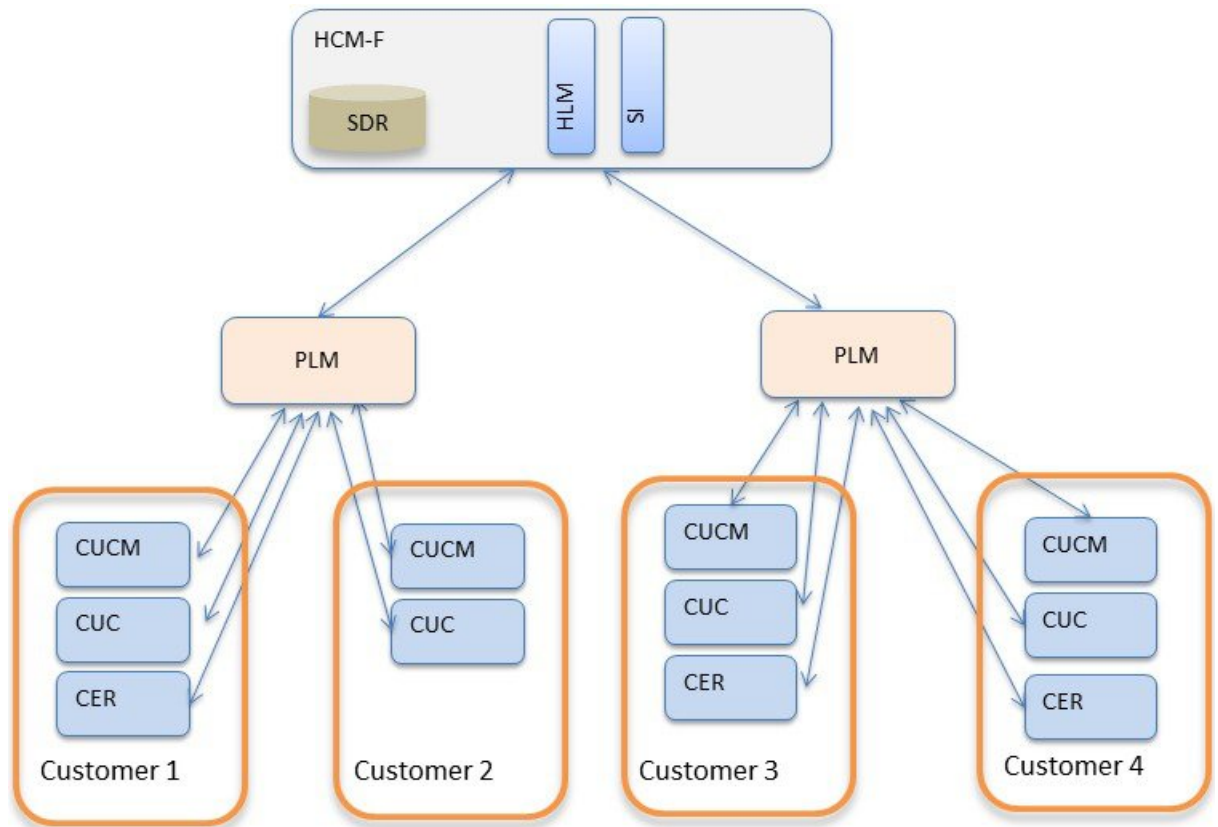 HCM-F
SDR
HLM
SI
PLM
PLM
CUCM
CUC
CER
Customer 1
CUCM
CUC
Customer 2
CUCM
CUC
CER
Customer 3
CUCM
CUC
CER
Customer 4